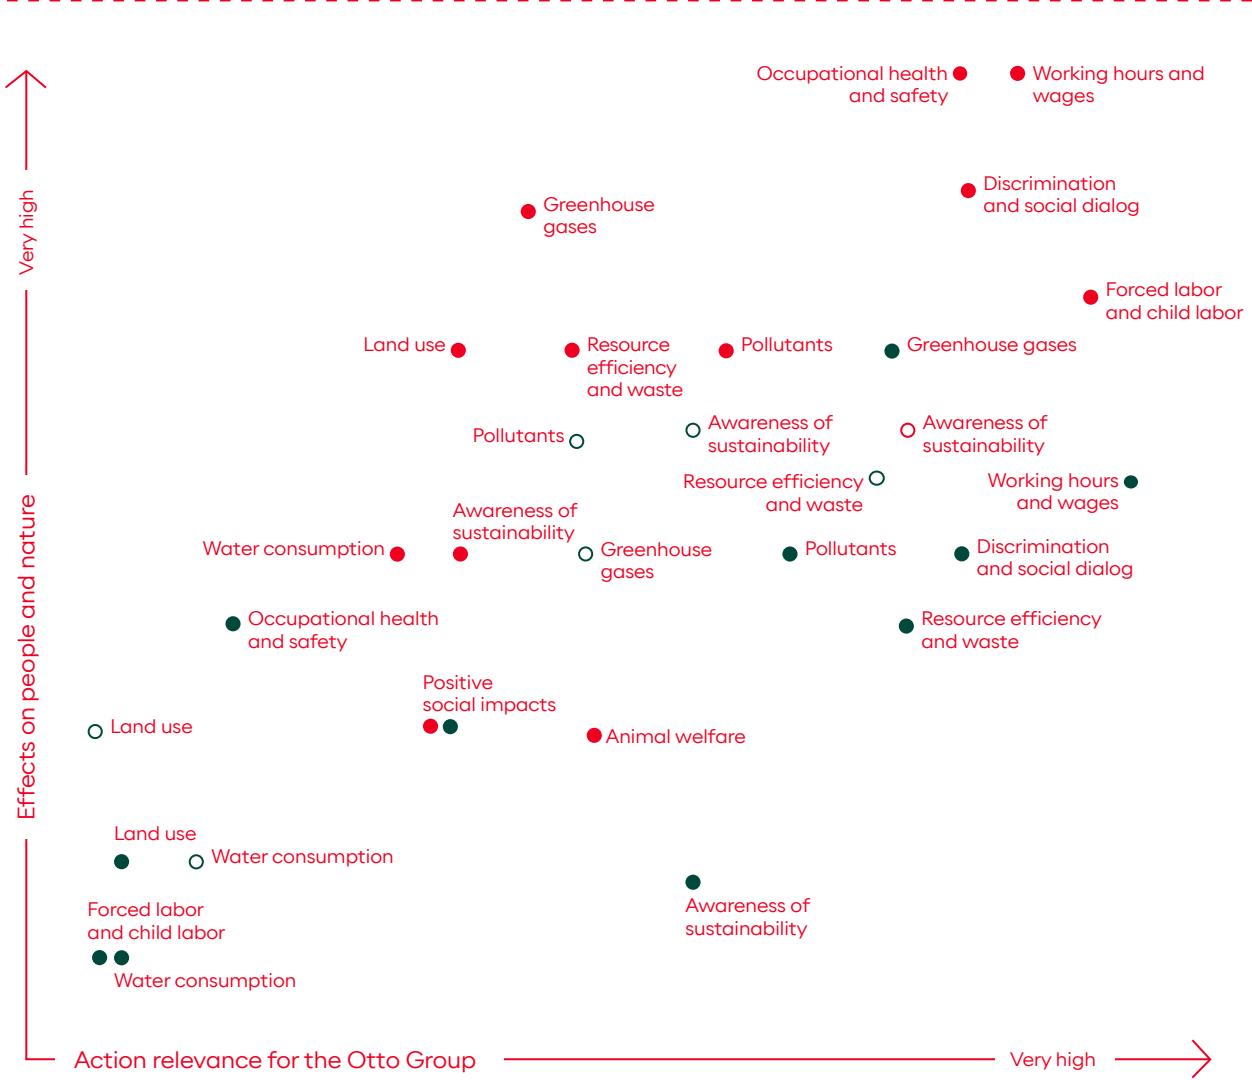 Occupational health
and safety
Working hours and
wages
Discrimination
and social dialog
Greenhouse
gases
Very high
Forced labor
and child labor
Land use
Resource
efficiency
and waste
Pollutants
Greenhouse gases
Pollutants
Awareness of
sustainability
Awareness of
sustainability
Resource efficiency
and waste
Working hours
and wages
Awareness of
sustainability
Water consumption
Greenhouse
gases
Pollutants
Discrimination
and social dialog
Occupational health
and safety
Resource efficiency
and waste
Effects on people and nature
Positive
social impacts
Land use
Animal welfare
Land use
Water consumption
Forced labor
and child labor
Awareness of
sustainability
Water consumption
Action relevance for the Otto Group
Very high